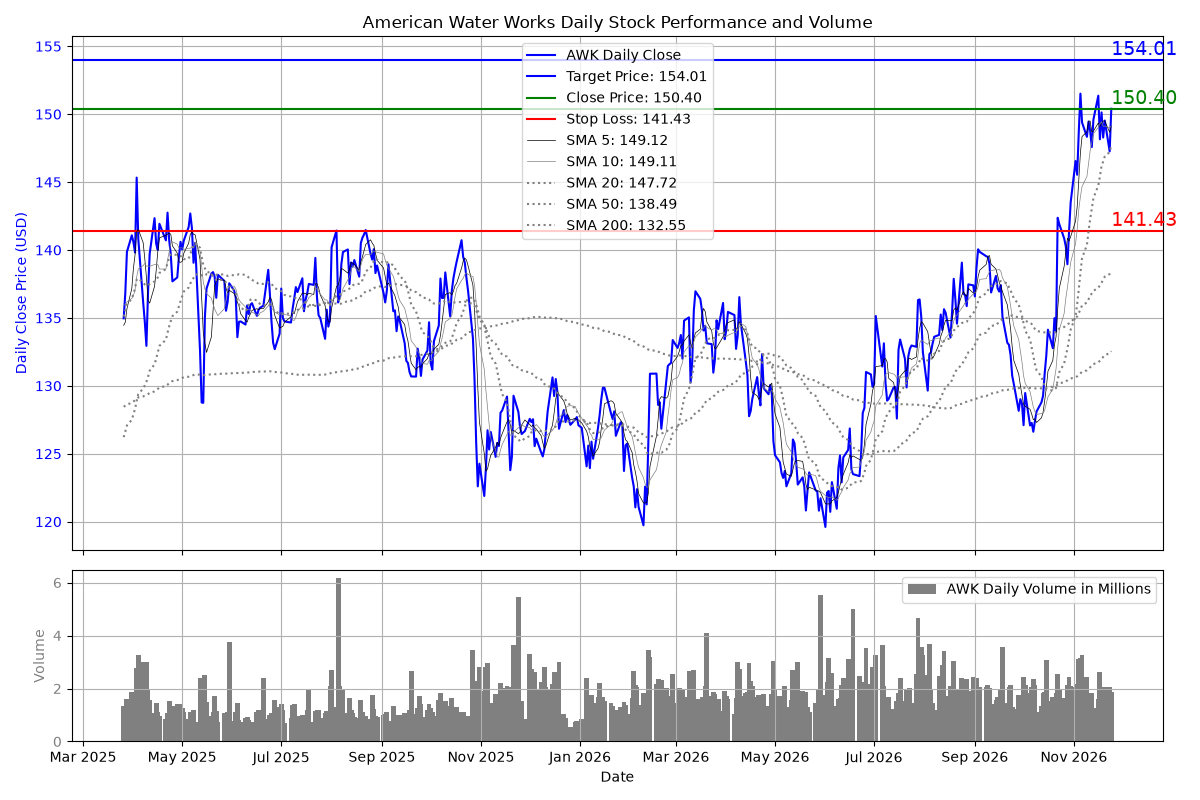 American Water Works Daily Stock Performance and Volume
155
150
145
140
135
130
125
120
Daily Close Price (USD)
AWK Daily Close
Target Price: 154.01
Close Price: 150.40
Stop Loss: 141.43
SMA 5: 149.12
SMA 10: 149.11
SMA 20: 147.72
SMA 50: 138.49
SMA 200: 132.55
154.01
150.40
141.43
6
4
2
0
Volume
AWK Daily Volume in Millions
Mar 2025 May 2025 Jul 2025 Sep 2025 Nov 2025 Jan 2026 Mar 2026 May 2026 Jul 2026 Sep 2026 Nov 2026
Date